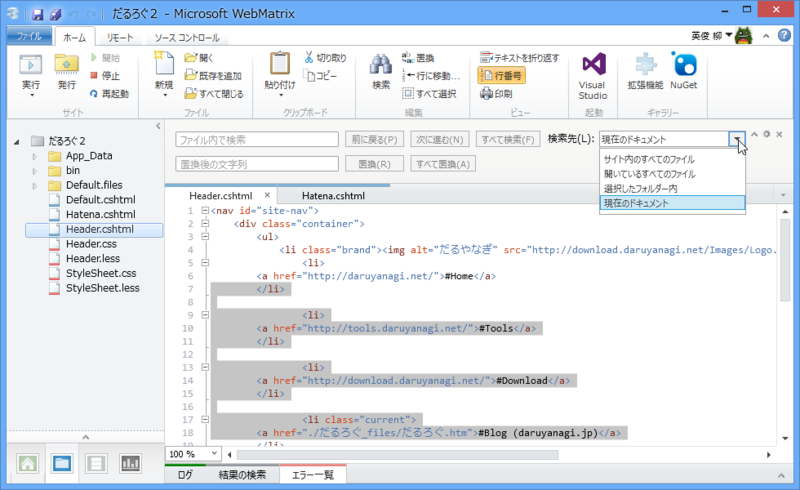 だるろぐ２ - Microsoft WebMatrix
ファイル ホーム リモート ソース コントロール 英俊 柳
実行 発行 開始 停止 再起動
サイト
新規 開く 既存を追加 すべて閉じる
ファイル
貼り付け 切り取り コピー
クリップボード
検索 置換 行に移動... すべて選択
編集
テキストを折り返す 行番号 印刷
ビュー
Visual Studio
起動
拡張機能 NuGet
ギャラリー
だるろぐ２
App_Data
bin
Default.files
Default.cshtml
Hatena.cshtml
Header.cshtml
Header.css
Header.less
StyleSheet.css
StyleSheet.less
ファイル内で検索 前に戻る(P) 次に進む(N) すべて検索(F) 検索先(L): 現在のドキュメント
置換後の文字列 置換(R) すべて置換(A)
サイト内のすべてのファイル
開いているすべてのファイル
選択したフォルダー内
現在のドキュメント
Header.cshtml × Hatena.cshtml
1 <nav id="site-nav">
2 <div class="container">
3 <ul>
4 <li class="brand"><img alt="だるやなぎ" src="http://download.daruyanagi.net/Images/Logo.
5 <li>
6 <a href="http://daruyanagi.net/">#Home</a>
7 </li>
8
9 <li>
10 <a href="http://tools.daruyanagi.net/">#Tools</a>
11 </li>
12
13 <li>
14 <a href="http://download.daruyanagi.net/">#Download</a>
15 </li>
16
17 <li class="current">
18 <a href="./だるろぐ_files/だるろぐ.htm">#Blog (daruyanagi.jp)</a>
19 </li>
100 %
ログ 結果の検索 エラー一覧